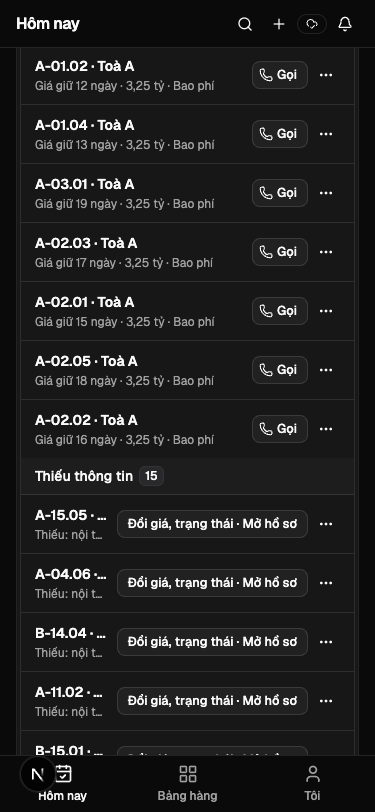 Hôm nay
A-01.02 · Toà A
Giá giữ 12 ngày · 3,25 tỷ · Bao phí
Gọi
A-01.04 · Toà A
Giá giữ 13 ngày · 3,25 tỷ · Bao phí
Gọi
A-03.01 · Toà A
Giá giữ 19 ngày · 3,25 tỷ · Bao phí
Gọi
A-02.03 · Toà A
Giá giữ 17 ngày · 3,25 tỷ · Bao phí
Gọi
A-02.01 · Toà A
Giá giữ 15 ngày · 3,25 tỷ · Bao phí
Gọi
A-02.05 · Toà A
Giá giữ 18 ngày · 3,25 tỷ · Bao phí
Gọi
A-02.02 · Toà A
Giá giữ 16 ngày · 3,25 tỷ · Bao phí
Gọi
Thiếu thông tin 15
A-15.05 · ...
Thiếu: nội t...
Đổi giá, trạng thái · Mở hồ sơ
A-04.06 ·...
Thiếu: nội t...
Đổi giá, trạng thái · Mở hồ sơ
B-14.04 · ...
Thiếu: nội t...
Đổi giá, trạng thái · Mở hồ sơ
A-11.02 · ...
Thiếu: nội t...
Đổi giá, trạng thái · Mở hồ sơ
B-15.01 · ...
N
Hôm nay
Bảng hàng
Tôi